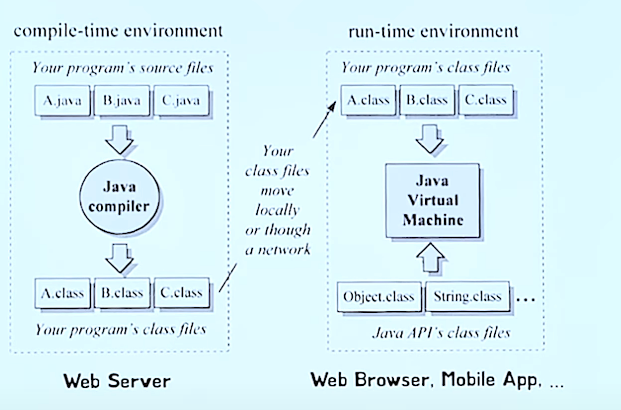 compile-time environment
Your program's source files
A.java B.java C.java
Java
compiler
A.class B.class C.class
Your program's class files
Web Server
Your
class files
move
locally
or though
a network
run-time environment
Your program's class files
A.class B.class C.class
Java
Virtual
Machine
Object.class String.class ...
Java API's class files
Web Browser, Mobile App, ...